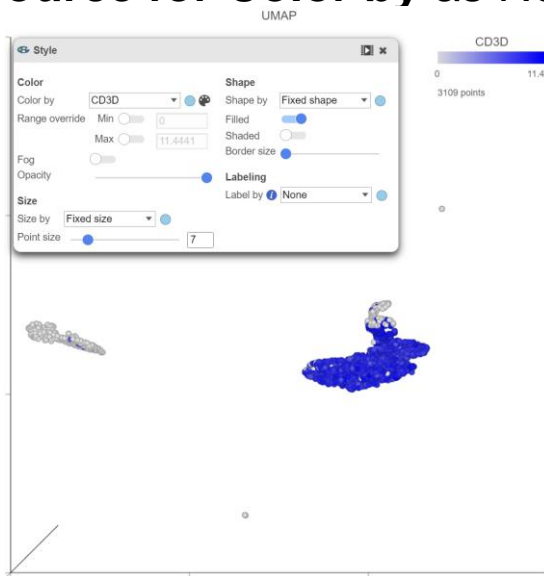 UMAP
Style
Color
Color by CD3D
Range override Min 0
Max 11.4441
Fog
Opacity
Size
Size by Fixed size
Point size 7
Shape
Shape by Fixed shape
Filled
Shaded
Border size
Labeling
Label by i None
CD3D
0 11.4
3109 points